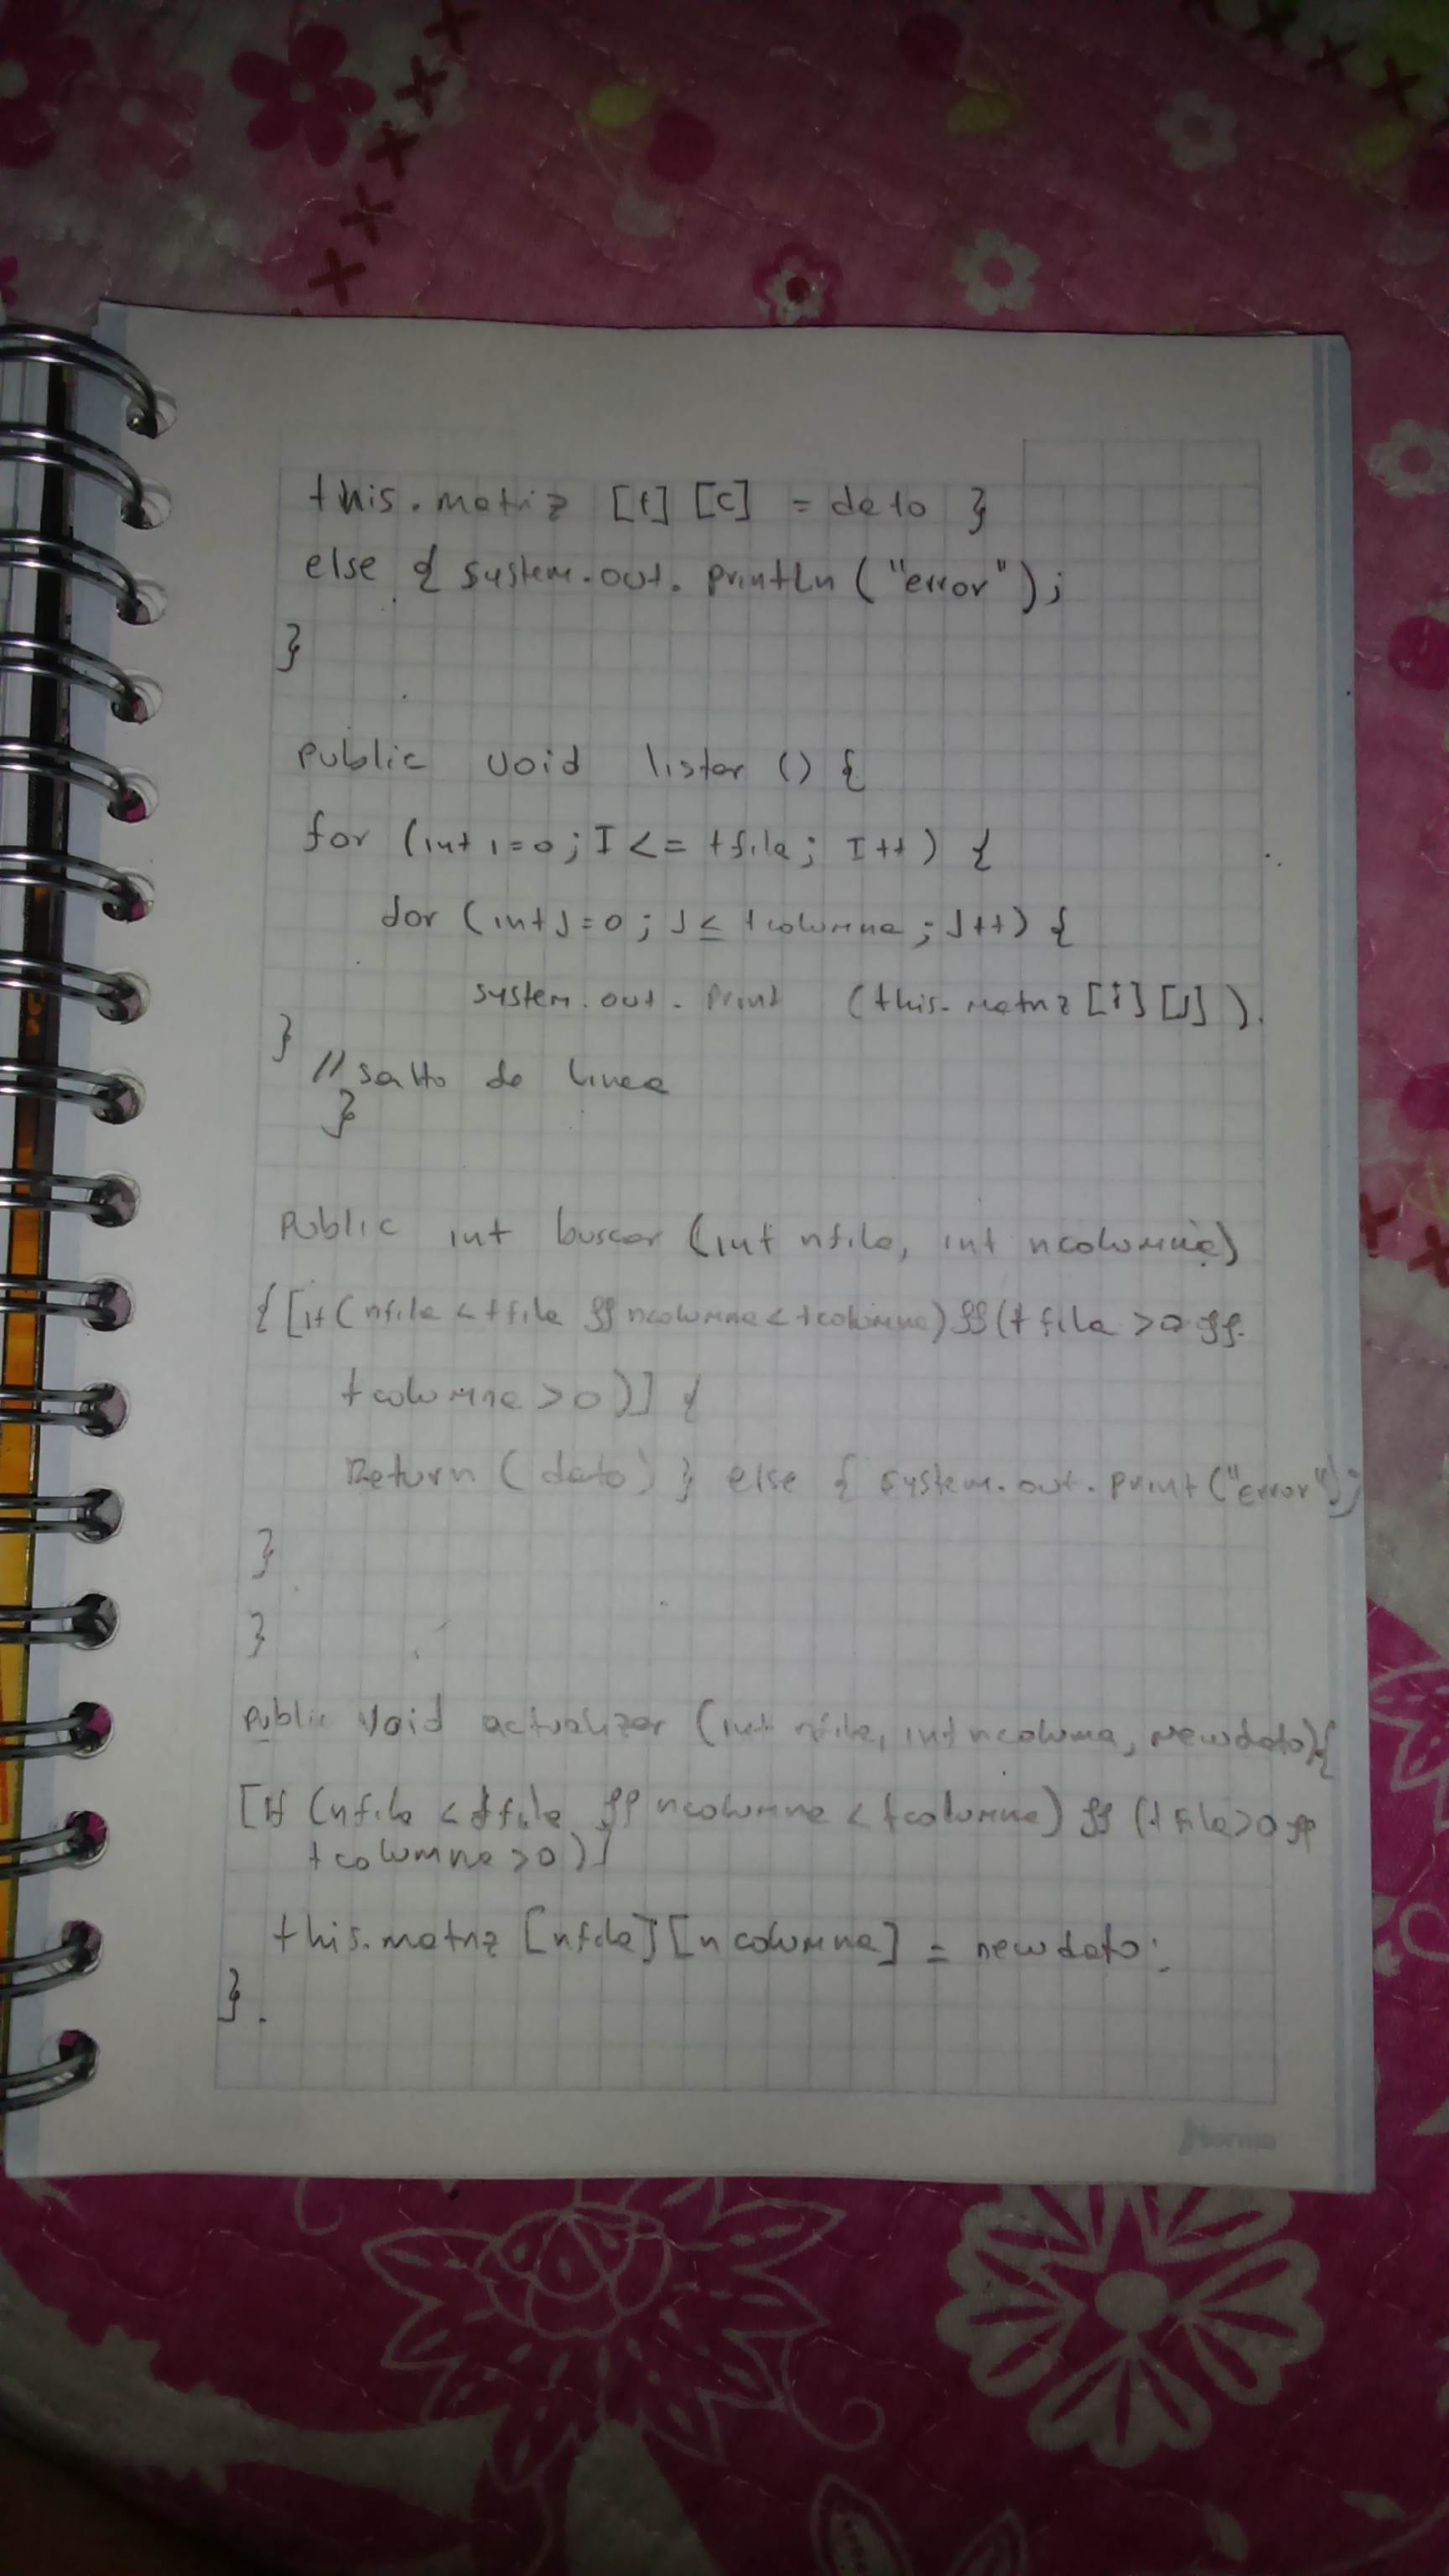 this.matriz [f][c] = dato }
else { system.out.println("error");
}
public void listar () {
for (int i=0; I <= tfila; I++) {
dor (int J=0; J ≤ tcolumna; J++) {
system.out.print (this.matriz [i][J]).
}
// salto de linea
}
public int buscar (int nfila, int ncolumna)
{ [if (nfila < tfila && ncolumna < tcolumna) && (tfila >0 &&
tcolumna >0)] {
Return (dato) } else { system.out.print("Error");
}
}
public void actualizar (int nfila, int ncoluma, newdato){
[if (nfila < tfila && ncolumna < tcolumna) && (tfila>0 &&
tcolumna >0)]
this.matriz [nfila][ncolumna] = newdato;
}.
Norma